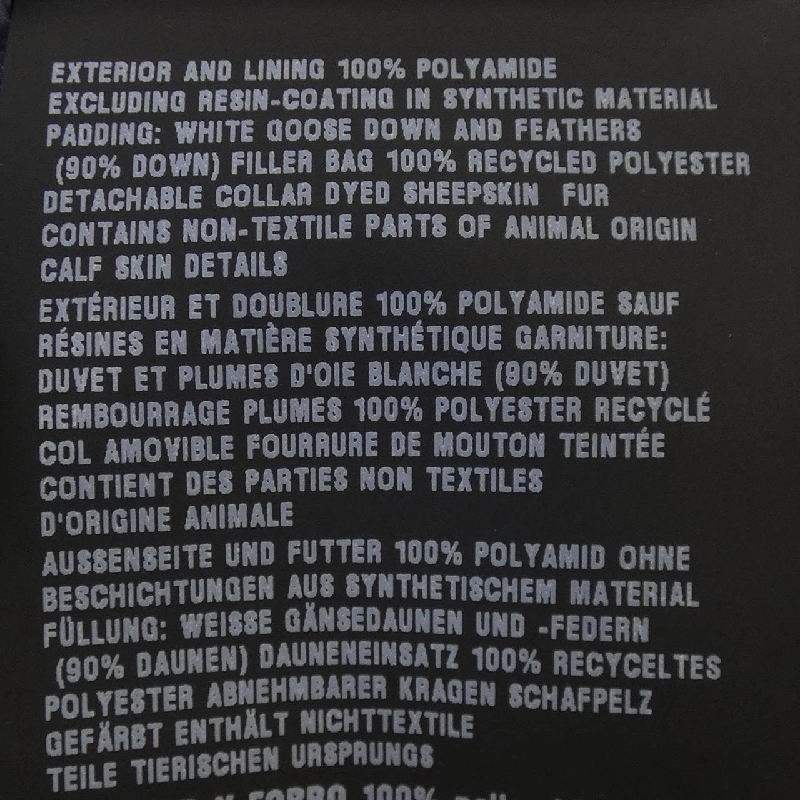 EXTERIOR AND LINING 100% POLYAMIDE
EXCLUDING RESIN-COATING IN SYNTHETIC MATERIAL
PADDING: WHITE GOOSE DOWN AND FEATHERS
(90% DOWN) FILLER BAG 100% RECYCLED POLYESTER
DETACHABLE COLLAR DYED SHEEPSKIN FUR
CONTAINS NON-TEXTILE PARTS OF ANIMAL ORIGIN
CALF SKIN DETAILS
EXTÉRIEUR ET DOUBLURE 100% POLYAMIDE SAUF
RÉSINES EN MATIÈRE SYNTHÉTIQUE GARNITURE:
DUVET ET PLUMES D'OIE BLANCHE (90% DUVET)
REMBOURRAGE PLUMES 100% POLYESTER RECYCLÉ
COL AMOVIBLE FOURRURE DE MOUTON TEINTÉE
CONTIENT DES PARTIES NON TEXTILES
D'ORIGINE ANIMALE
AUSSENSEITE UND FUTTER 100% POLYAMID OHNE
BESCHICHTUNGEN AUS SYNTHETISCHEM MATERIAL
FÜLLUNG: WEISSE GÄNSEDAUNEN UND -FEDERN
(90% DAUNEN) DAUNENEINSATZ 100% RECYCELTES
POLYESTER ABNEHMBARER KRAGEN SCHAFPELZ
GEFÄRBT ENTHÄLT NICHTTEXTILE
TEILE TIERISCHEN URSPRUNGS
FORRO 100%